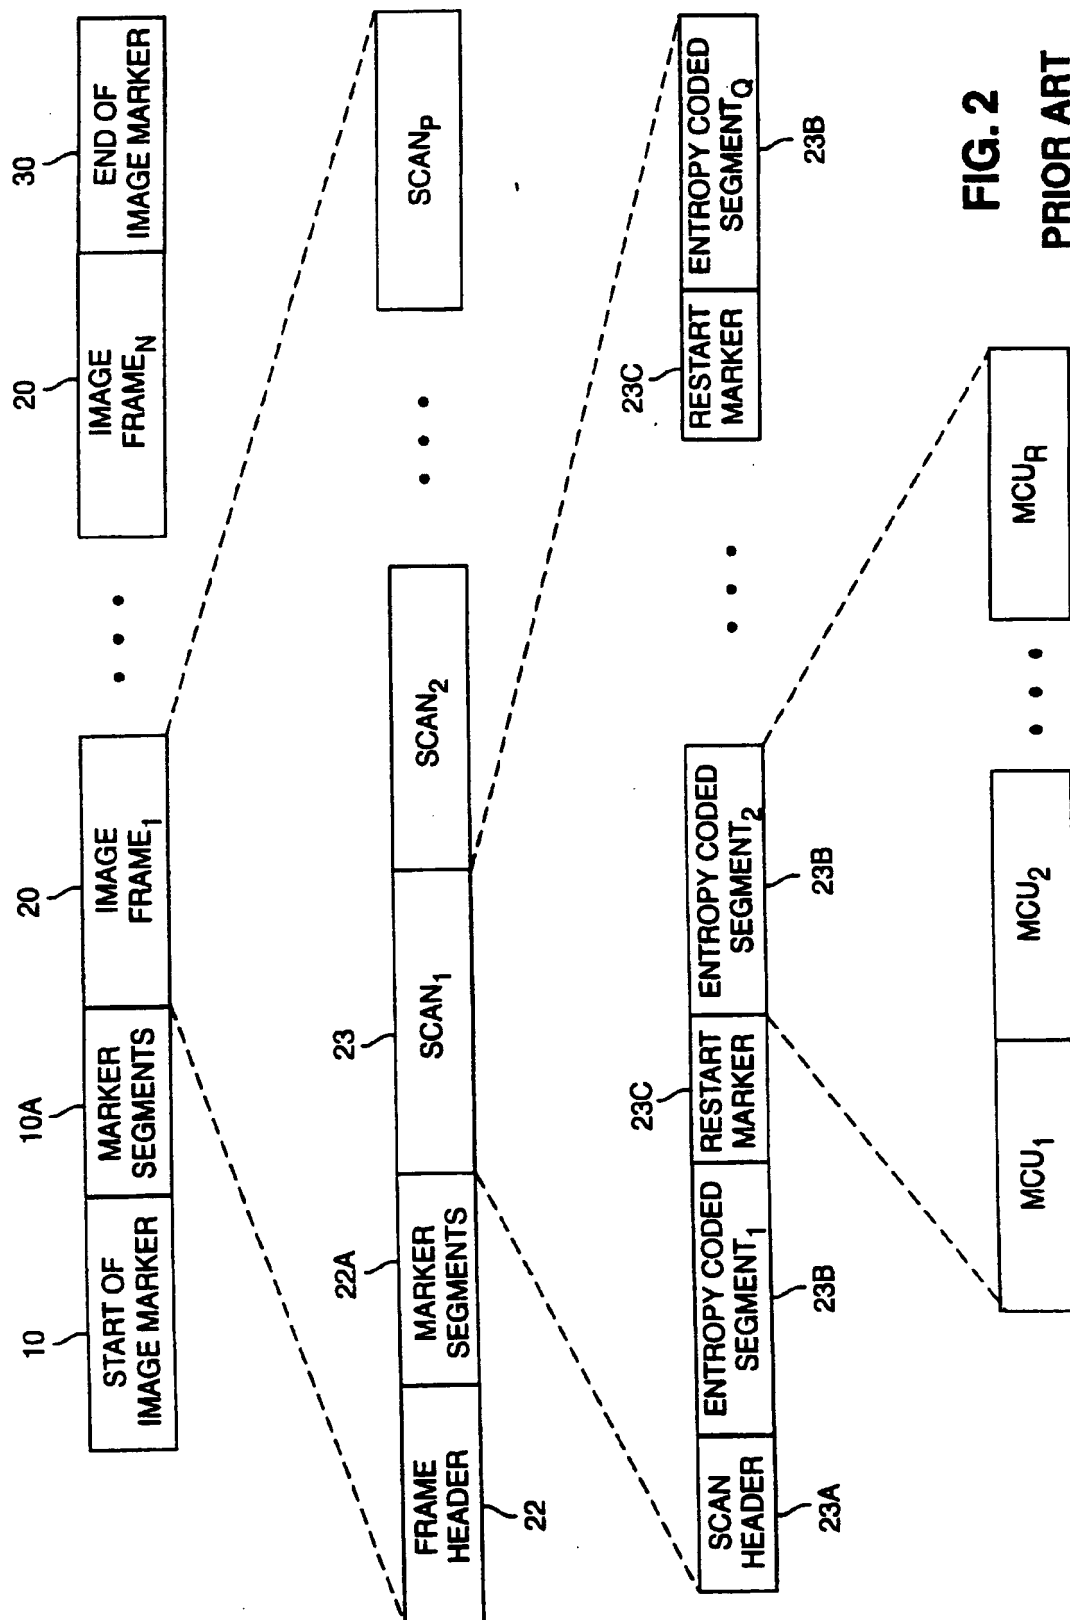 10
10A
20
20
30
START OF
IMAGE MARKER
MARKER
SEGMENTS
IMAGE
FRAME1
• • •
IMAGE
FRAMEN
END OF
IMAGE MARKER
22A
23
FRAME
HEADER
MARKER
SEGMENTS
SCAN1
SCAN2
• • •
SCANP
22
23C
23C
SCAN
HEADER
ENTROPY CODED
SEGMENT1
RESTART
MARKER
ENTROPY CODED
SEGMENT2
• • •
RESTART
MARKER
ENTROPY CODED
SEGMENTQ
23A
23B
23B
23B
MCU1
MCU2
• • •
MCUR
FIG. 2
PRIOR ART